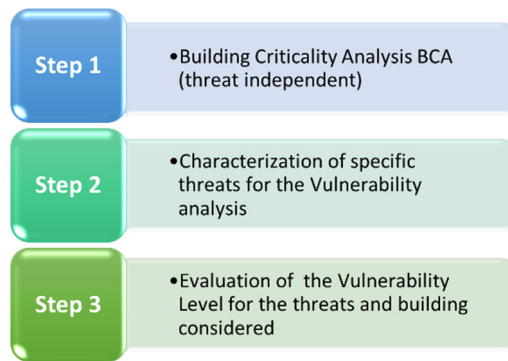 Step 1
•Building Criticality Analysis BCA
(threat independent)
Step 2
•Characterization of specific
threats for the Vulnerability
analysis
Step 3
•Evaluation of the Vulnerability
Level for the threats and building
considered